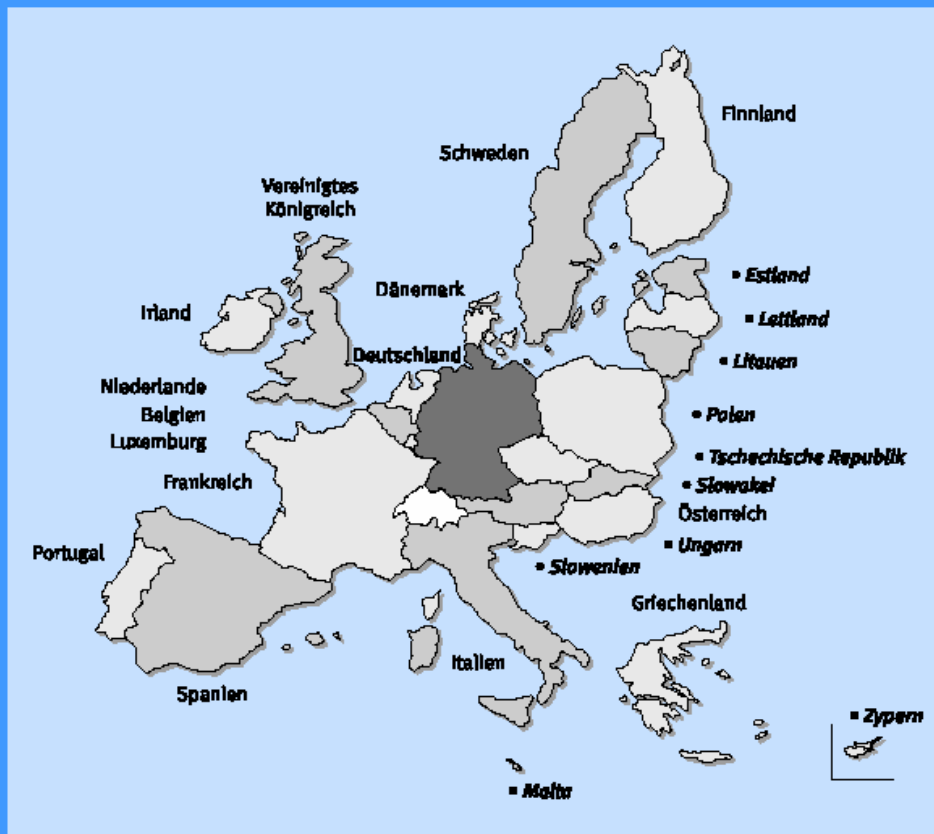 Finnland
Schweden
Vereinigtes
Königreich
▪ Estland
Dänemark
Irland
▪ Lettland
Deutschland
▪ Litauen
Niederlande
Belgien
▪ Polen
Luxemburg
▪ Tschechische Republik
Frankreich
▪ Slowakei
Österreich
Portugal
▪ Ungarn
▪ Slowenien
Griechenland
Italien
Spanien
▪ Zypern
▪ Malta